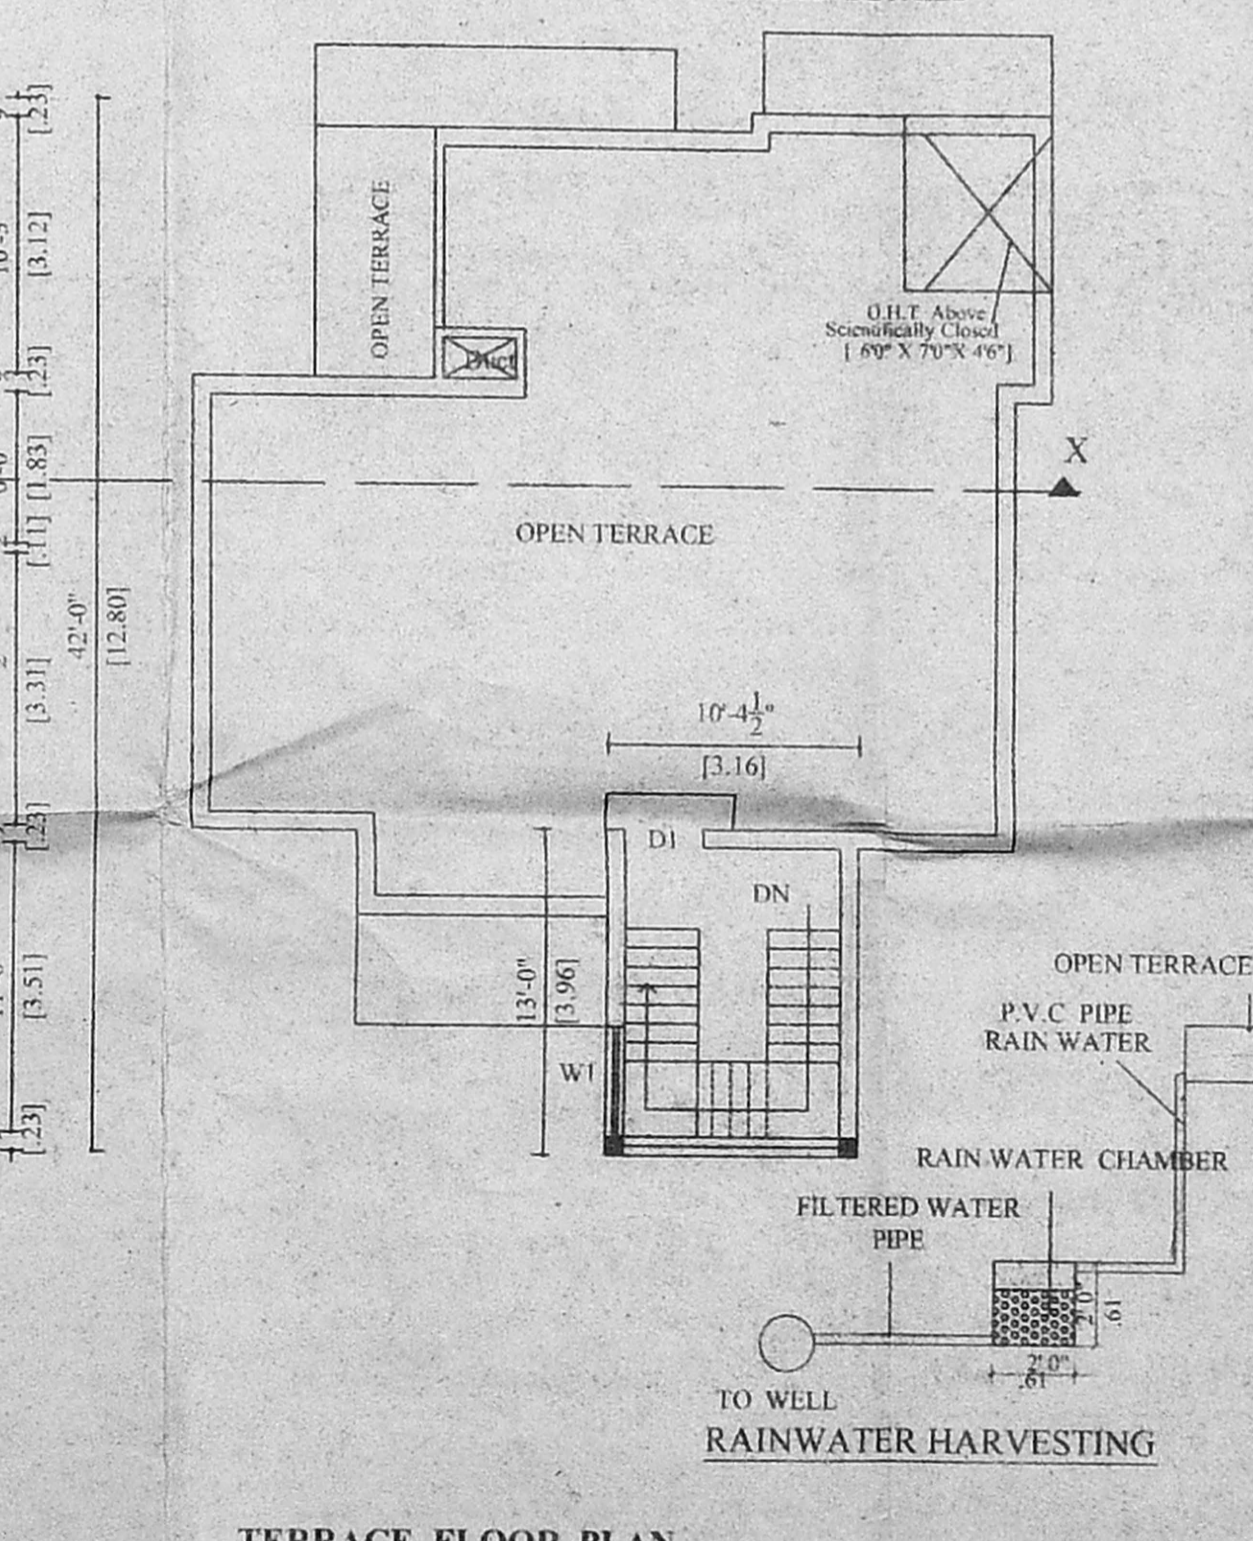 [.23]
[3.12]
[.23]
[1.83]
[.11]
[3.31]
[.23]
[3.51]
[.23]
42'-0"
[12.80]
OPEN TERRACE
Duct
O.H.T Above
Scientifically Closed
[ 6'0" X 7'0"X 4'6"]
X
OPEN TERRACE
10'-4½"
[3.16]
D1
DN
13'-0"
[3.96]
W1
OPEN TERRACE
P.V.C PIPE
RAIN WATER
RAIN WATER CHAMBER
FILTERED WATER
PIPE
2'0"
.61
2'0"
.61
TO WELL
RAINWATER HARVESTING
TERRACE FLOOR PLAN